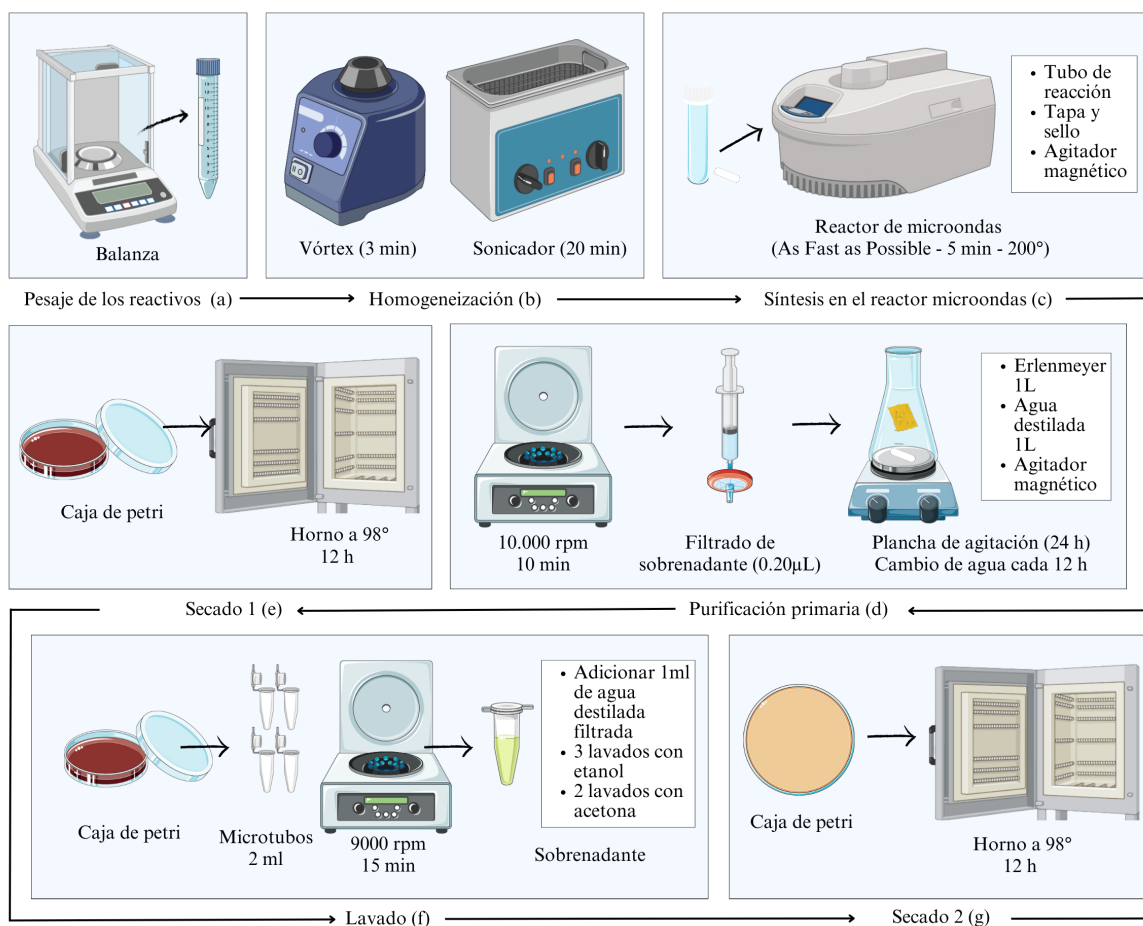 Balanza
Vórtex (3 min)
Sonicador (20 min)
• Tubo de
reacción
• Tapa y
sello
• Agitador
magnético
Reactor de microondas
(As Fast as Possible - 5 min - 200°)
Pesaje de los reactivos (a)
Homogeneización (b)
Síntesis en el reactor microondas (c)
Caja de petri
Horno a 98°
12 h
10.000 rpm
10 min
Filtrado de
sobrenadante (0.20µL)
Plancha de agitación (24 h)
Cambio de agua cada 12 h
• Erlenmeyer
1L
• Agua
destilada
1L
• Agitador
magnético
Secado 1 (e)
Purificación primaria (d)
Caja de petri
Microtubos
2 ml
9000 rpm
15 min
Sobrenadante
• Adicionar 1ml
de agua
destilada
filtrada
• 3 lavados con
etanol
• 2 lavados con
acetona
Caja de petri
Horno a 98°
12 h
Lavado (f)
Secado 2 (g)